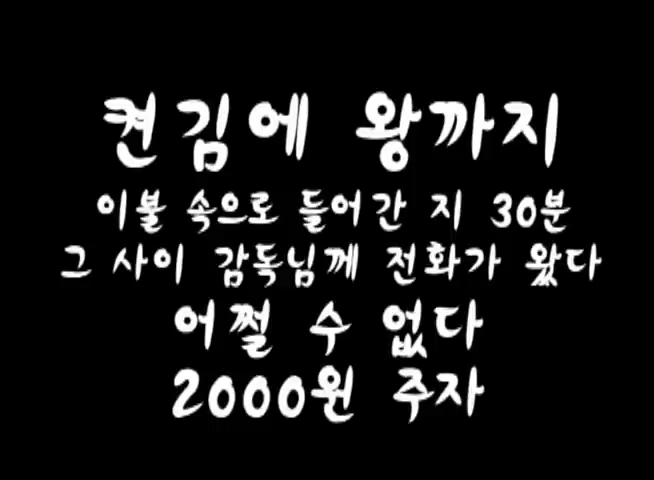 켠김에 왕까지
이불 속으로 들어간 지 30분
그 사이 감독님께 전화가 왔다
어쩔 수 없다
2000원 주자